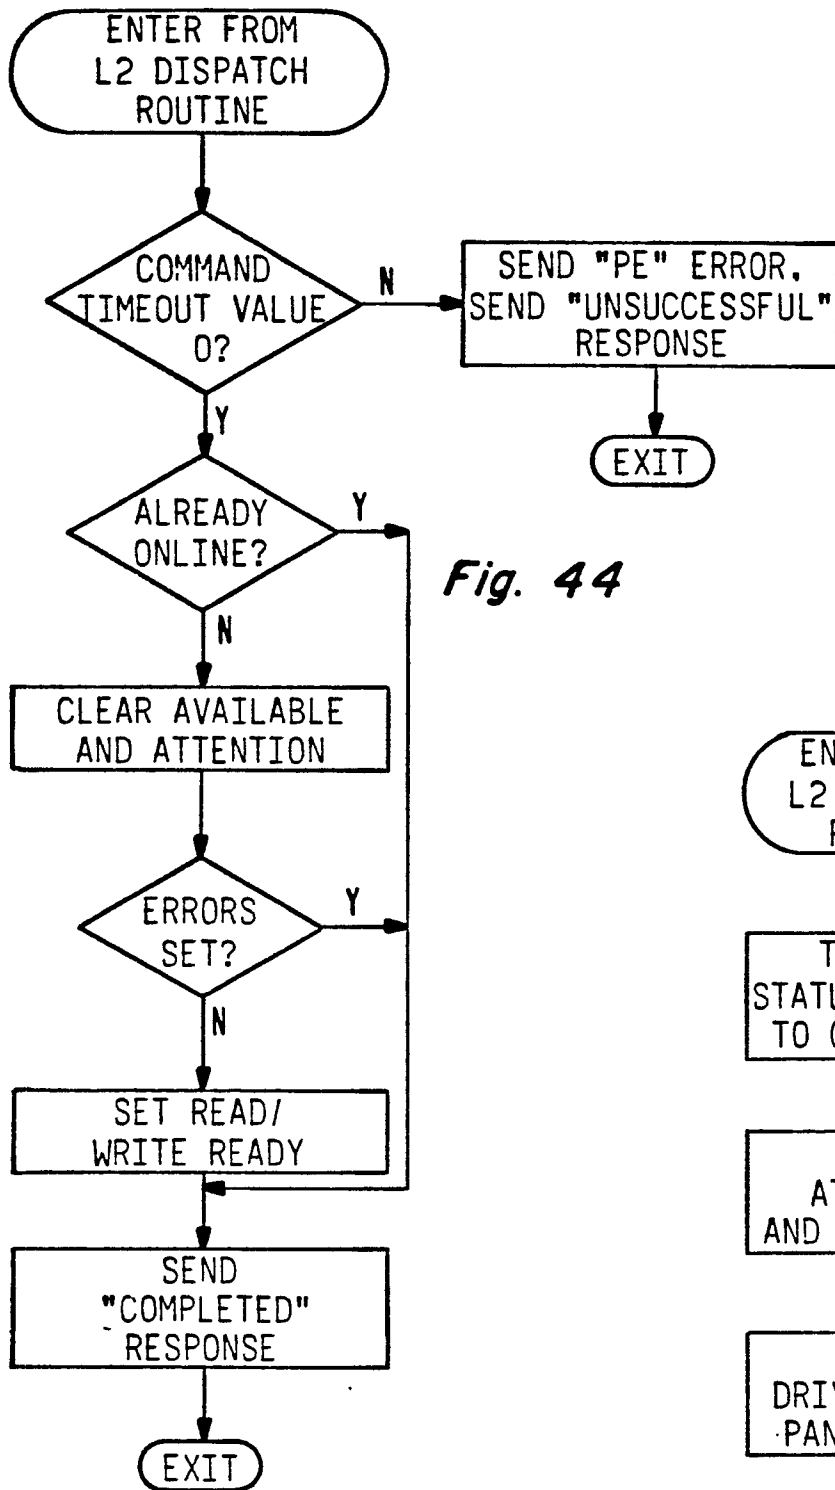 ENTER FROM
L2 DISPATCH
ROUTINE
COMMAND
TIMEOUT VALUE
0?
N
SEND "PE" ERROR.
SEND "UNSUCCESSFUL"
RESPONSE
EXIT
Y
ALREADY
ONLINE?
Y
Fig. 44
N
CLEAR AVAILABLE
AND ATTENTION
ERRORS
SET?
Y
N
SET READ/
WRITE READY
SEND
"COMPLETED"
RESPONSE
EXIT
EN
L2
T
STATU
TO
AT
AND
DRIV
PAN